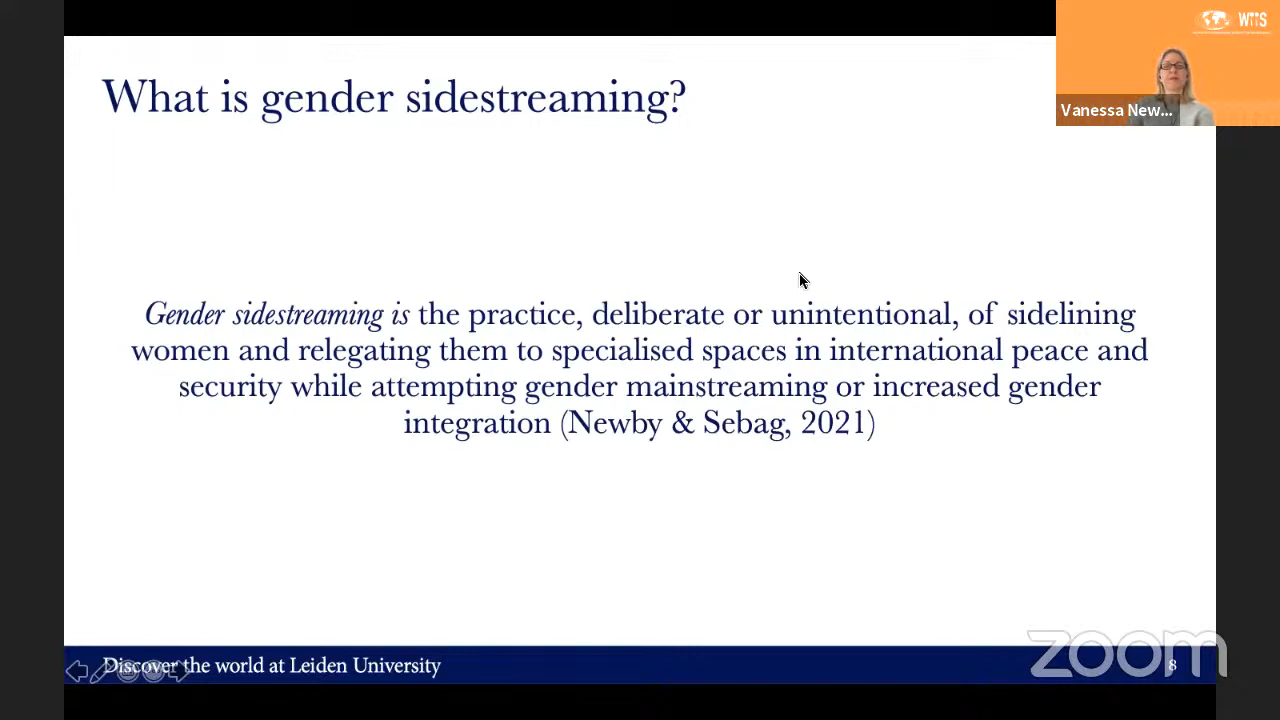 What is gender sidestreaming?
WIIS
Vanessa New...
Gender sidestreaming is the practice, deliberate or unintentional, of sidelining
women and relegating them to specialised spaces in international peace and
security while attempting gender mainstreaming or increased gender
integration (Newby & Sebag, 2021)
Discover the world at Leiden University
8
zoom